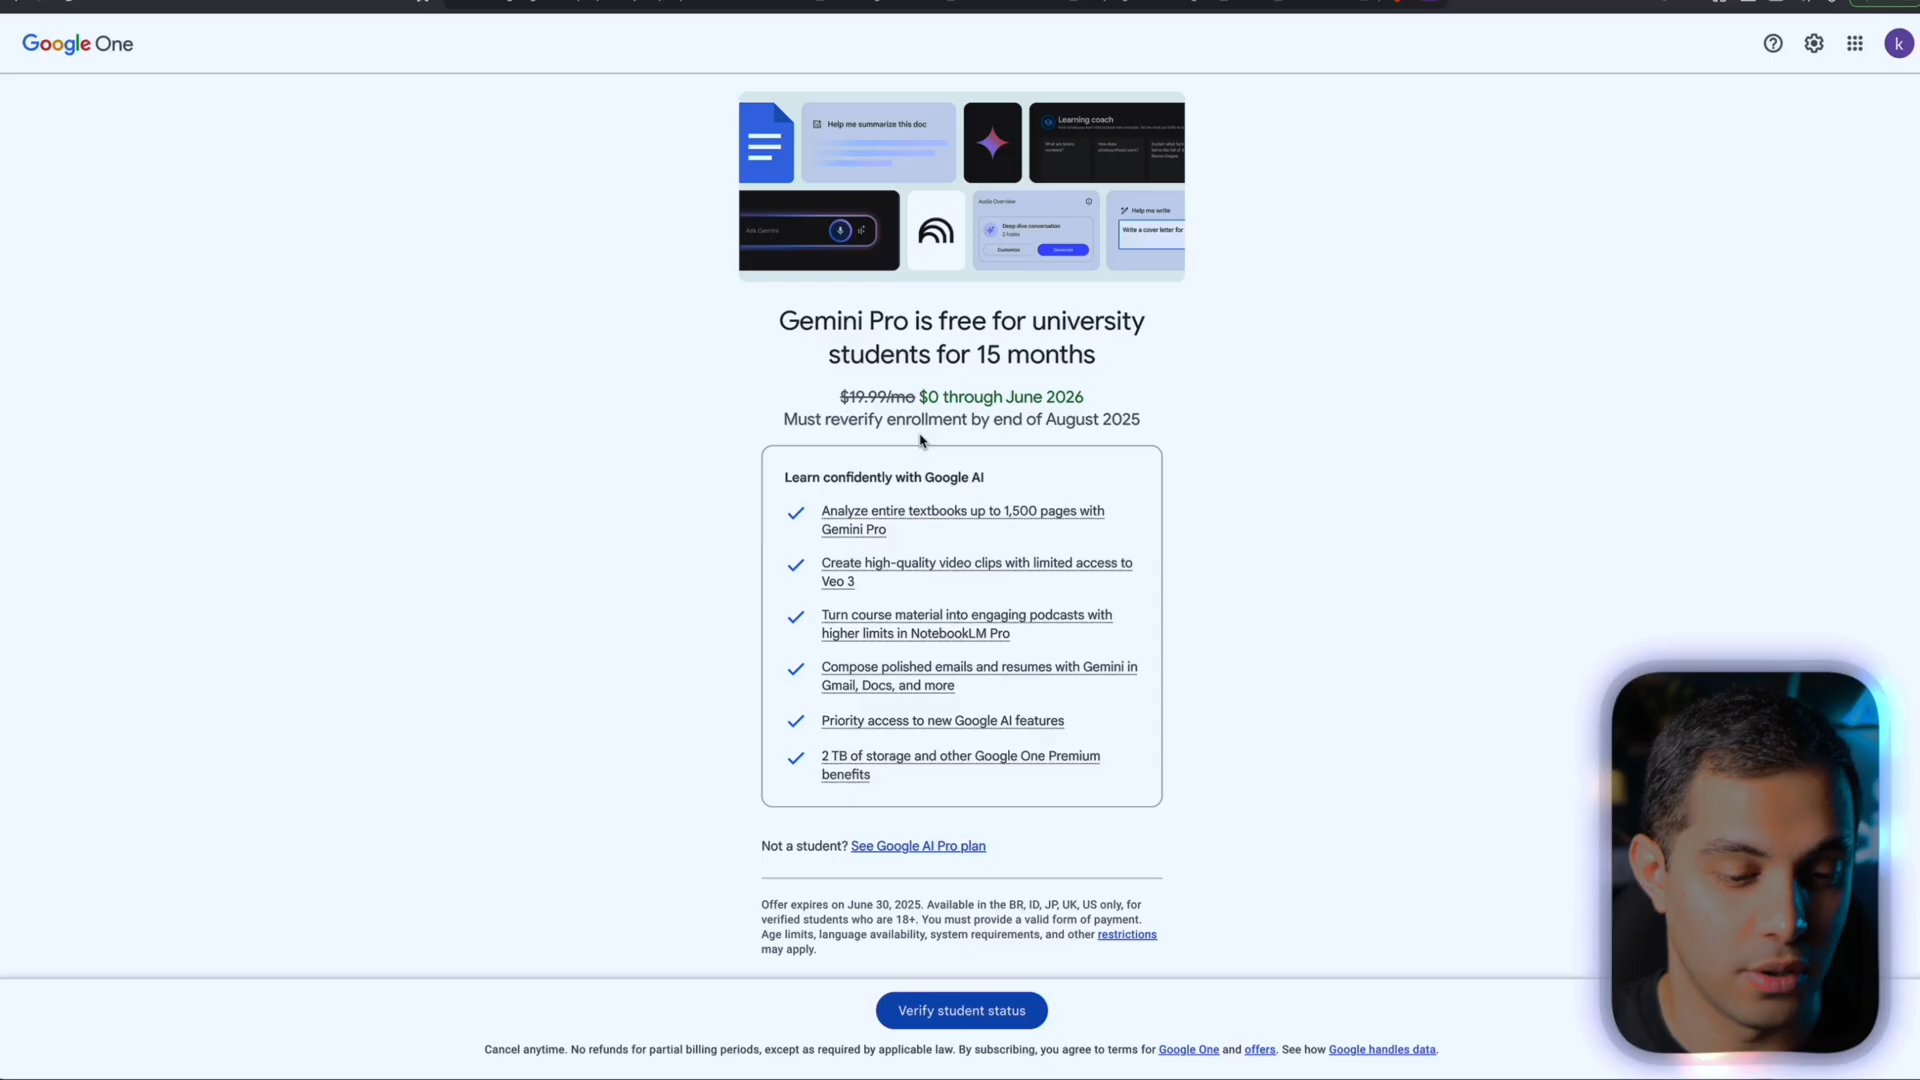 Google One
k
Help me summarize this doc
Learning coach
Ask Gemini
Audio Overview
Deep dive conversation
2 hosts
Customize
Generate
Help me write
Write a cover letter for
Gemini Pro is free for university
students for 15 months
$19.99/mo $0 through June 2026
Must reverify enrollment by end of August 2025
Learn confidently with Google AI
Analyze entire textbooks up to 1,500 pages with
Gemini Pro
Create high-quality video clips with limited access to
Veo 3
Turn course material into engaging podcasts with
higher limits in NotebookLM Pro
Compose polished emails and resumes with Gemini in
Gmail, Docs, and more
Priority access to new Google AI features
2 TB of storage and other Google One Premium
benefits
Not a student? See Google AI Pro plan
Offer expires on June 30, 2025. Available in the BR, ID, JP, UK, US only, for
verified students who are 18+. You must provide a valid form of payment.
Age limits, language availability, system requirements, and other restrictions
may apply.
Verify student status
Cancel anytime. No refunds for partial billing periods, except as required by applicable law. By subscribing, you agree to terms for Google One and offers. See how Google handles data.